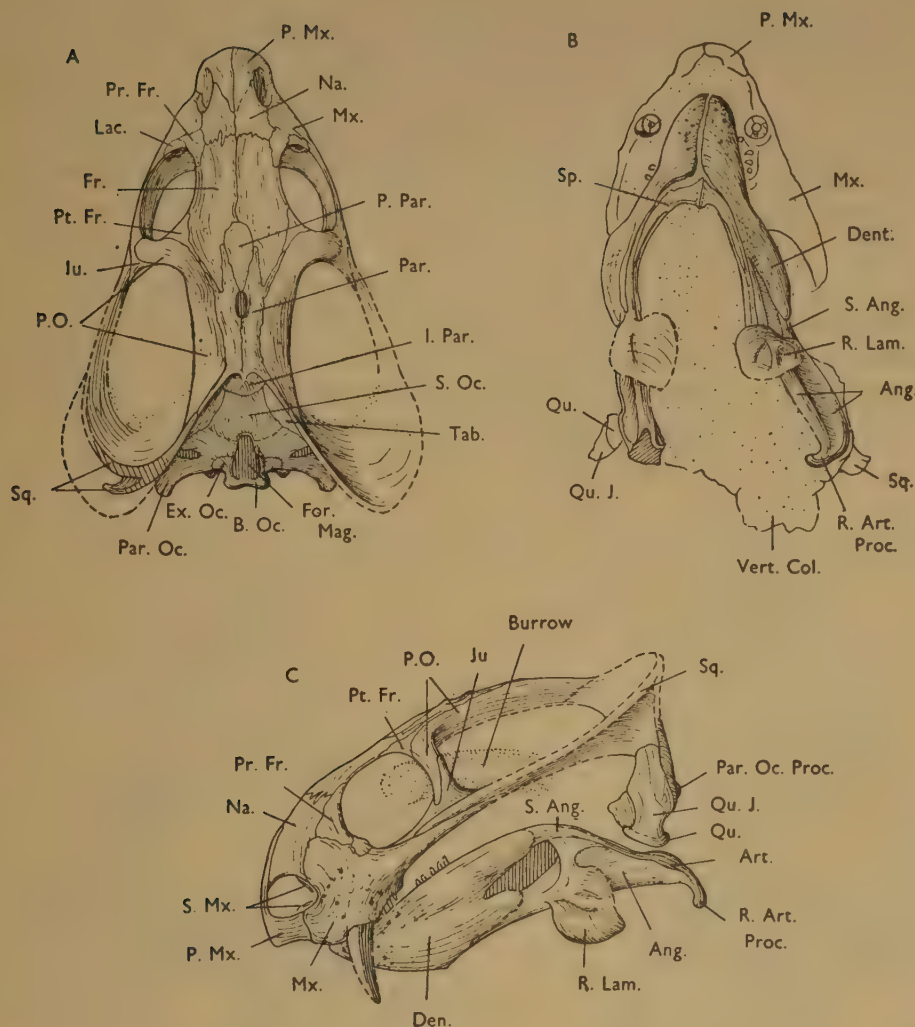 A
P. Mx.
Pr. Fr.
Na.
Lac.
Mx.
Fr.
Pt. Fr.
P. Par.
Ju.
Par.
P.O.
I. Par.
S. Oc.
Tab.
Sq.
Ex. Oc.
B. Oc.
For.
Mag.
Par. Oc.
B
P. Mx.
Sp.
Mx.
Dent.
S. Ang.
R. Lam.
Ang.
Qu.
Qu. J.
Sq.
R. Art.
Proc.
Vert. Col.
C
Burrow
P.O.
Ju
Sq.
Pt. Fr.
Pr. Fr.
Na.
Par. Oc. Proc.
S. Ang.
Qu. J.
Qu.
Art.
S. Mx.
R. Art.
Proc.
P. Mx.
Mx.
Ang.
R. Lam.
Den.